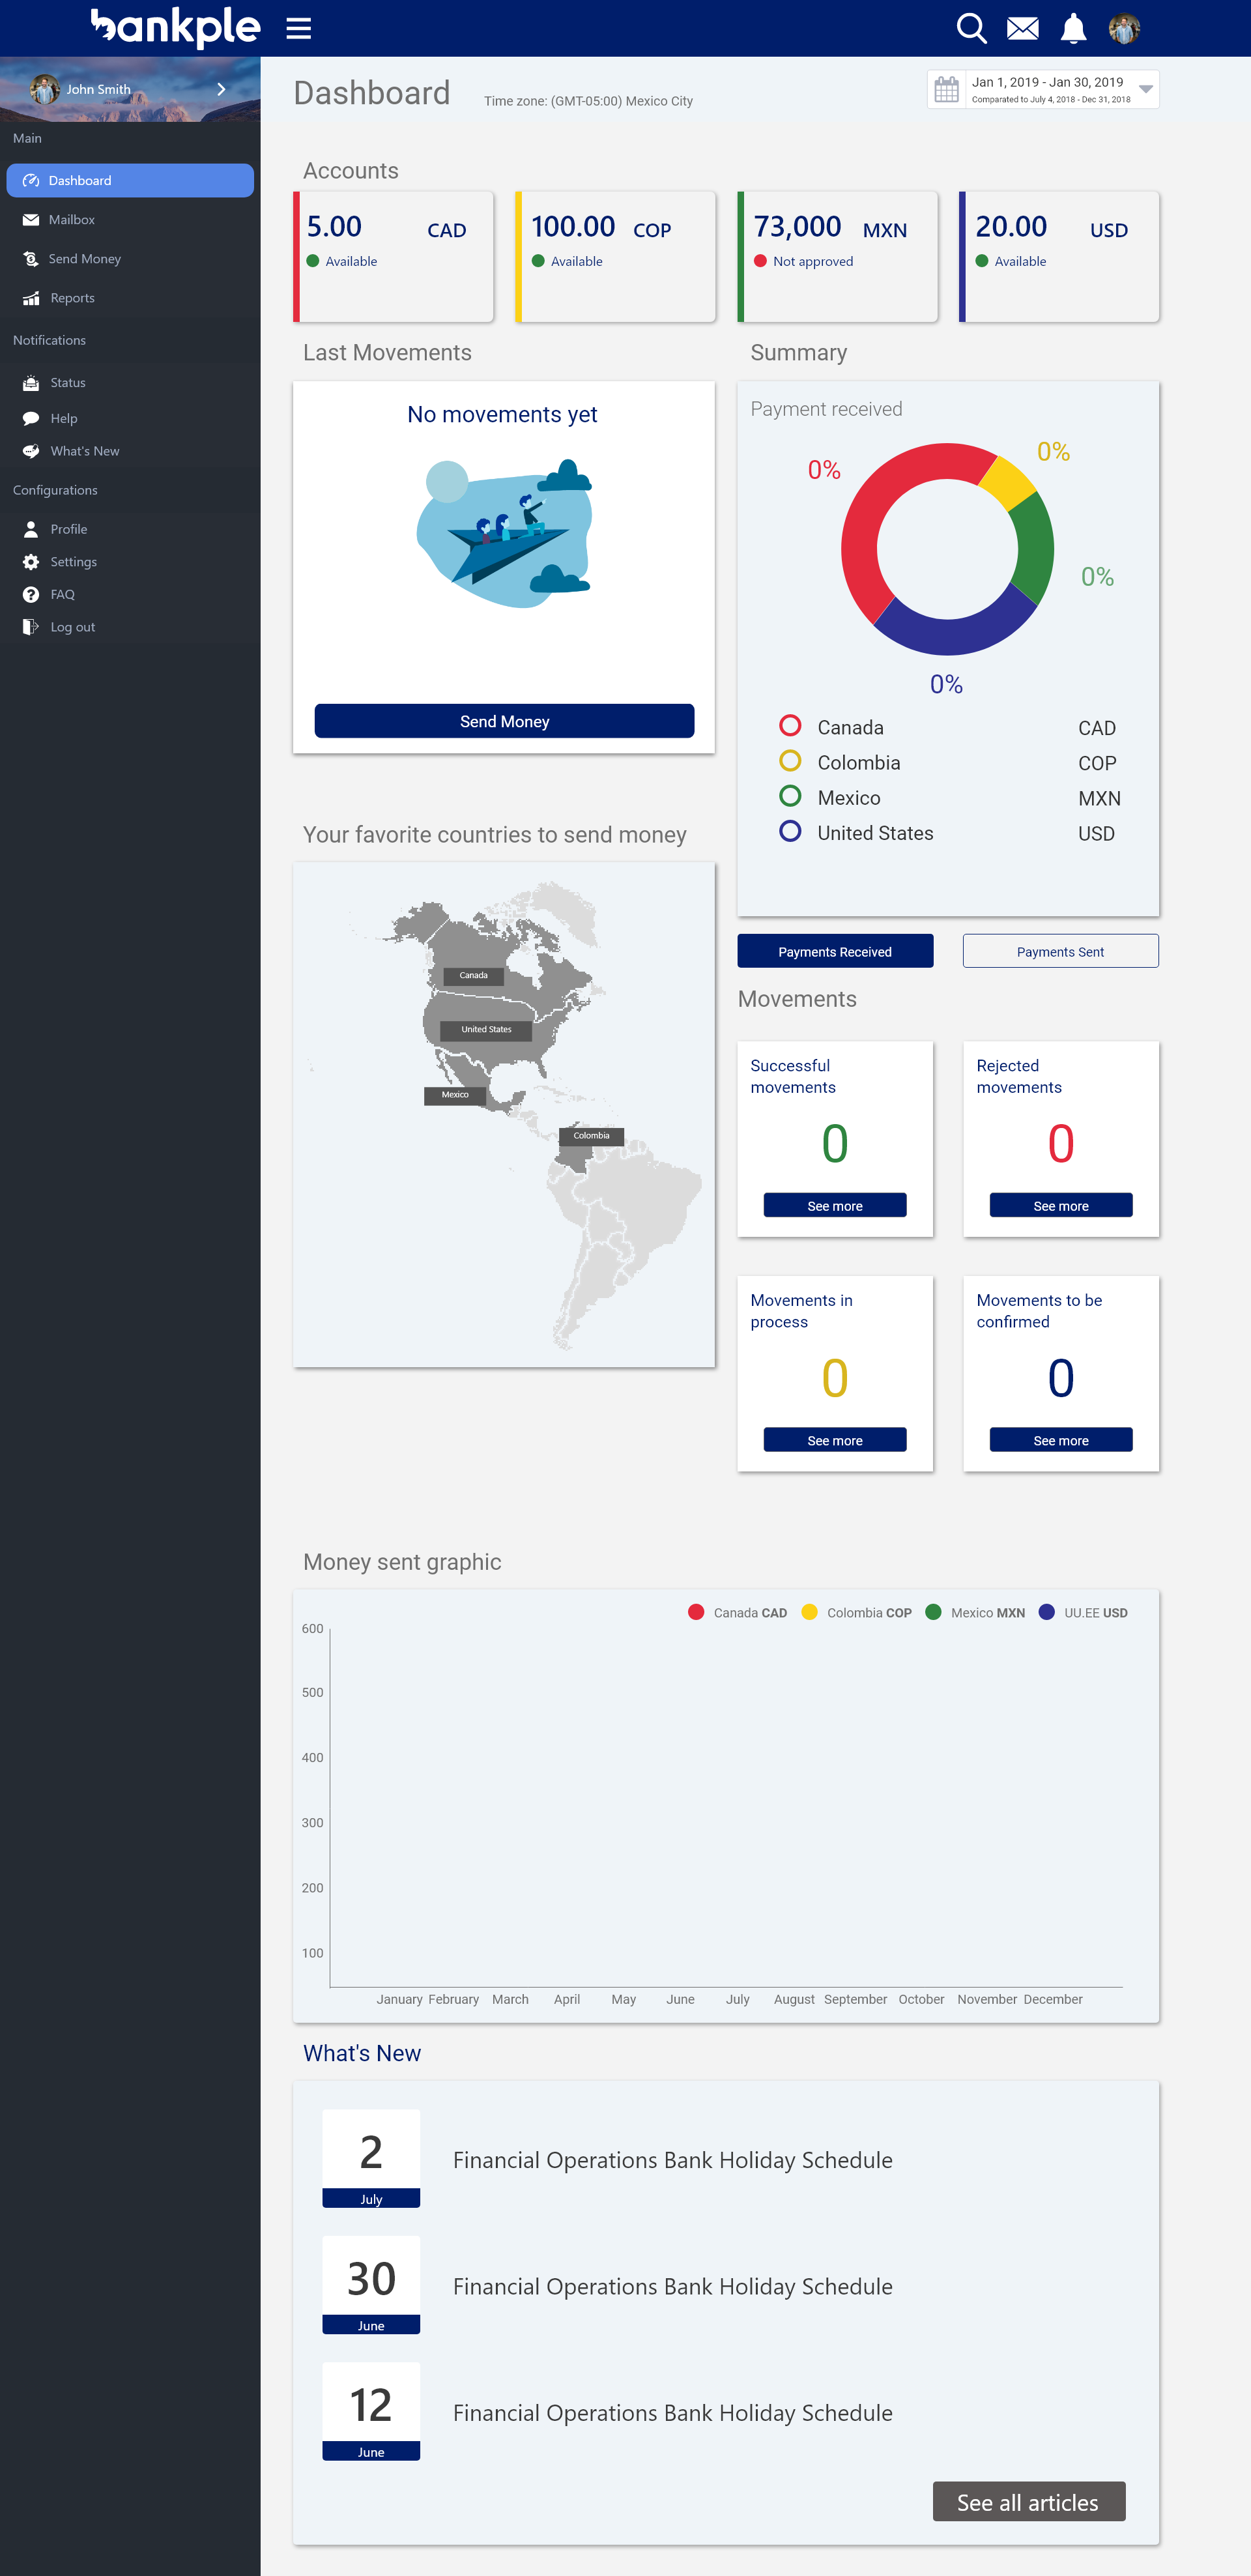 bankple
John Smith
Main
Dashboard
Mailbox
Send Money
Reports
Notifications
Status
Help
What's New
Configurations
Profile
Settings
FAQ
Log out
Dashboard
Time zone: (GMT-05:00) Mexico City
Jan 1, 2019 - Jan 30, 2019
Comparated to July 4, 2018 - Dec 31, 2018
Accounts
5.00 CAD
Available
100.00 COP
Available
73,000 MXN
Not approved
20.00 USD
Available
Last Movements
No movements yet
Send Money
Summary
Payment received
0%
0%
0%
0%
Canada CAD
Colombia COP
Mexico MXN
United States USD
Payments Received
Payments Sent
Your favorite countries to send money
Canada
United States
Mexico
Colombia
Movements
Successful
movements
0
See more
Rejected
movements
0
See more
Movements in
process
0
See more
Movements to be
confirmed
0
See more
Money sent graphic
Canada CAD Colombia COP Mexico MXN UU.EE USD
600
500
400
300
200
100
January February March April May June July August September October November December
What's New
2
July
Financial Operations Bank Holiday Schedule
30
June
Financial Operations Bank Holiday Schedule
12
June
Financial Operations Bank Holiday Schedule
See all articles